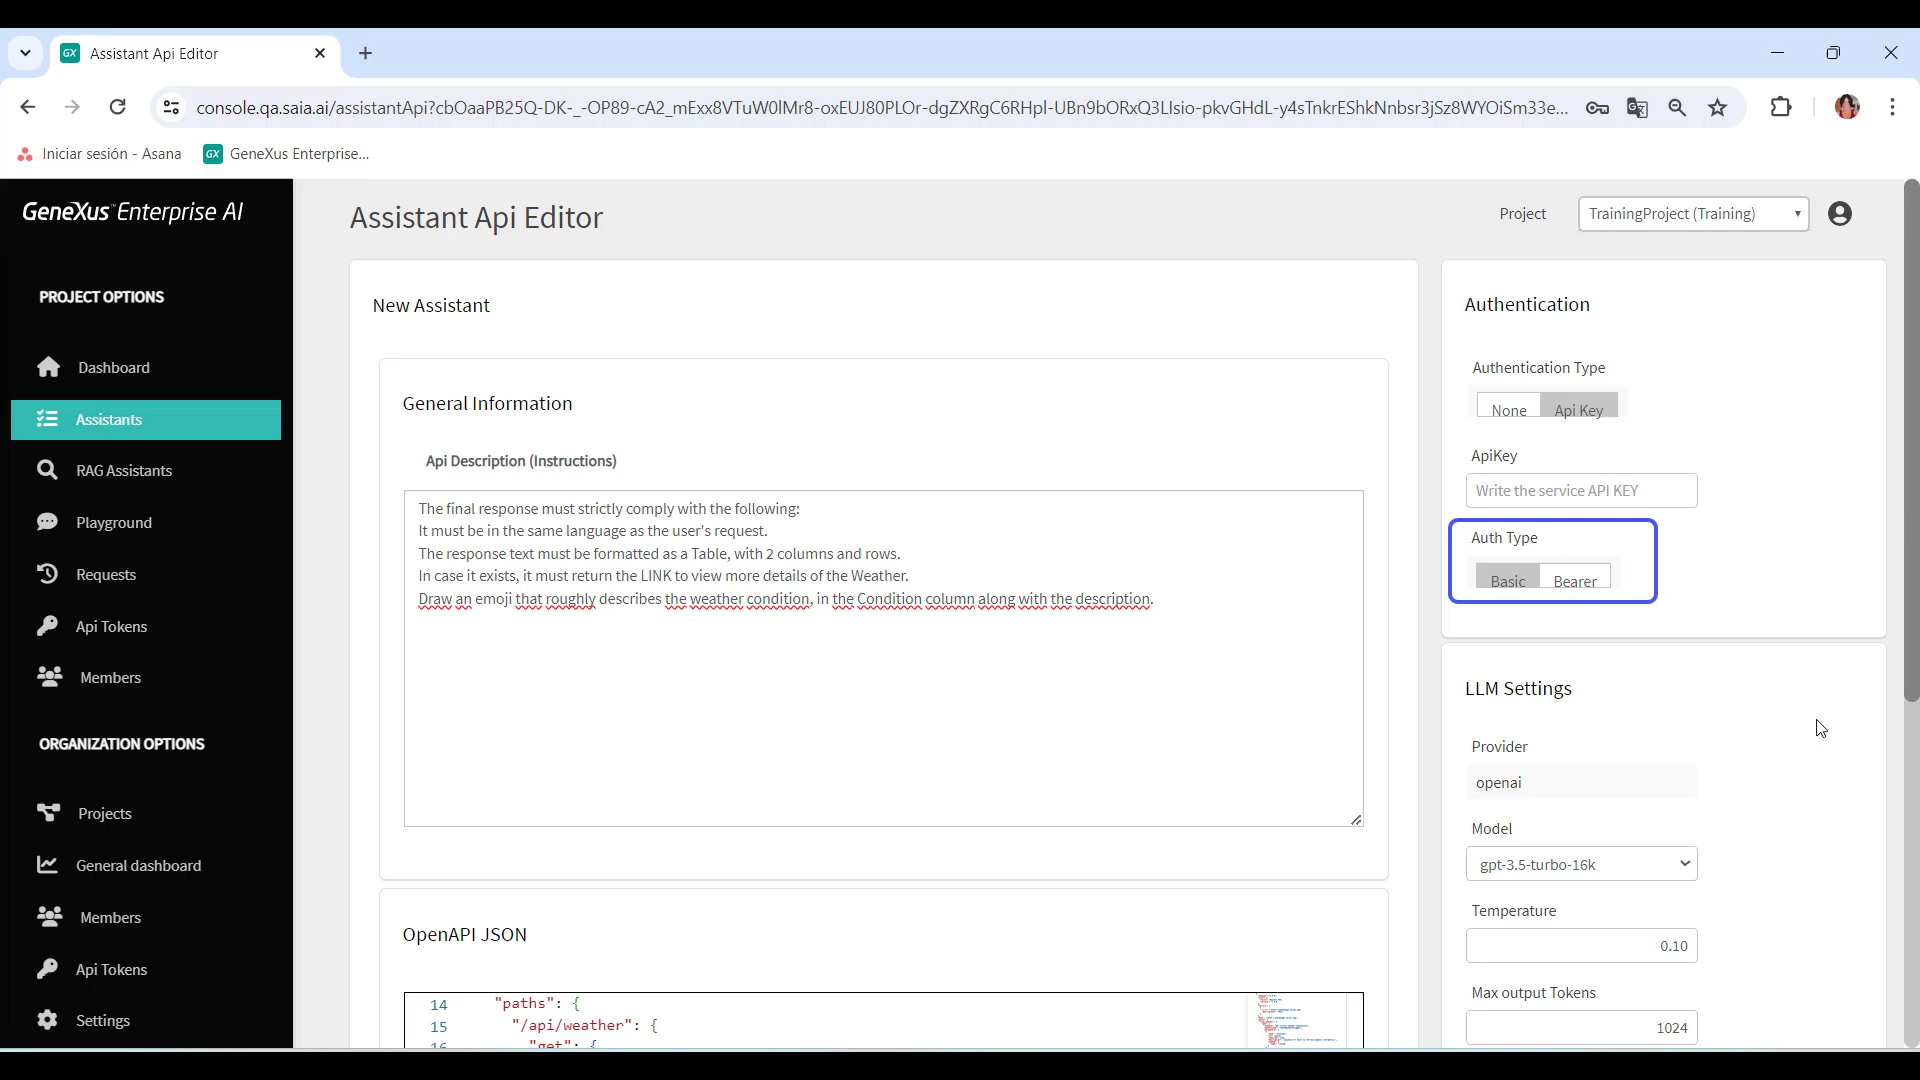 GX Assistant Api Editor
console.qa.saia.ai/assistantApi?cbOaaPB25Q-DK-_-OP89-cA2_mExx8VTuW0lMr8-oxEUJ80PLOr-dgZXRgC6RHpl-UBn9bORxQ3LIsio-pkvGHdL-y4sTnkrEShkNnbsr3jSz8WYOiSm33e...
Iniciar sesión - Asana
GX GeneXus Enterprise...
GeneXus™ Enterprise AI
PROJECT OPTIONS
Dashboard
Assistants
RAG Assistants
Playground
Requests
Api Tokens
Members
ORGANIZATION OPTIONS
Projects
General dashboard
Members
Api Tokens
Settings
Assistant Api Editor
Project
TrainingProject (Training)
New Assistant
General Information
Api Description (Instructions)
The final response must strictly comply with the following:
It must be in the same language as the user's request.
The response text must be formatted as a Table, with 2 columns and rows.
In case it exists, it must return the LINK to view more details of the Weather.
Draw an emoji that roughly describes the weather condition, in the Condition column along with the description.
OpenAPI JSON
14 "paths": {
15 "/api/weather": {
16 "get": {
Authentication
Authentication Type
None Api Key
ApiKey
Write the service API KEY
Auth Type
Basic Bearer
LLM Settings
Provider
openai
Model
gpt-3.5-turbo-16k
Temperature
0.10
Max output Tokens
1024